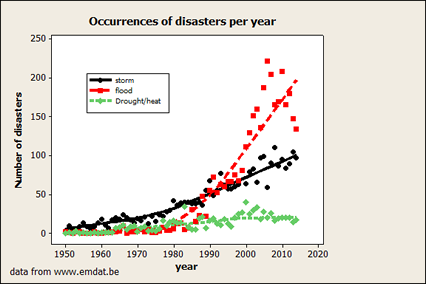 Occurrences of disasters per year
Number of disasters
250
200
150
100
50
0
storm
flood
Drought/heat
1950 1960 1970 1980 1990 2000 2010 2020
year
data from www.emdat.be